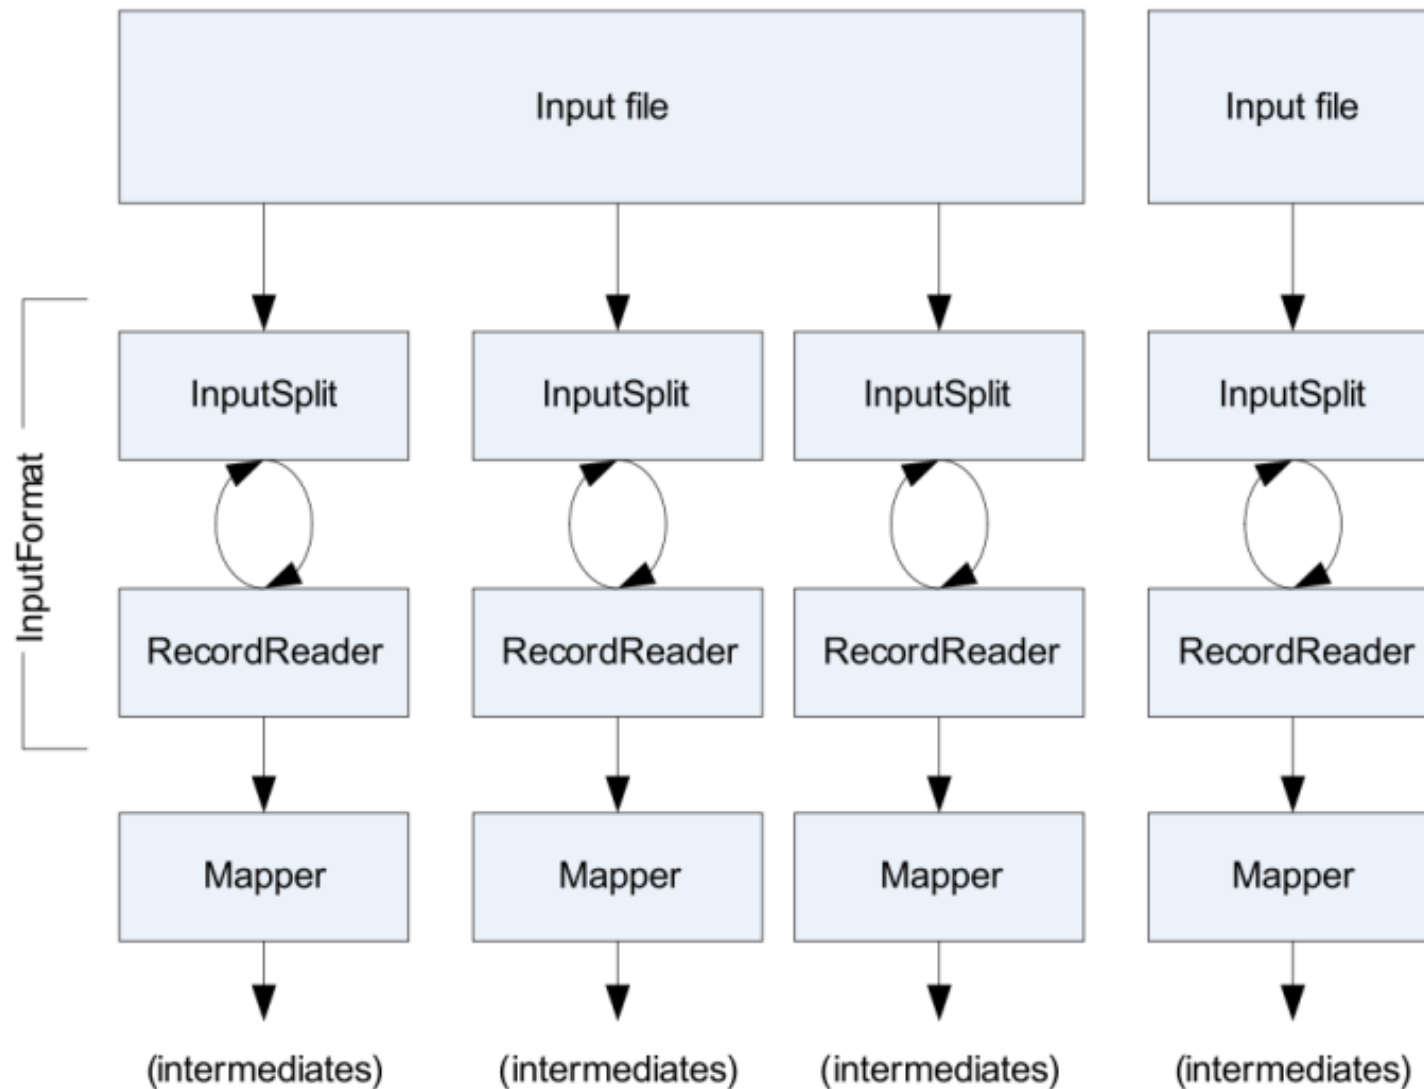 Input file
Input file
InputSplit
InputSplit
InputSplit
InputSplit
InputFormat
RecordReader
RecordReader
RecordReader
RecordReader
Mapper
Mapper
Mapper
Mapper
(intermediates)
(intermediates)
(intermediates)
(intermediates)